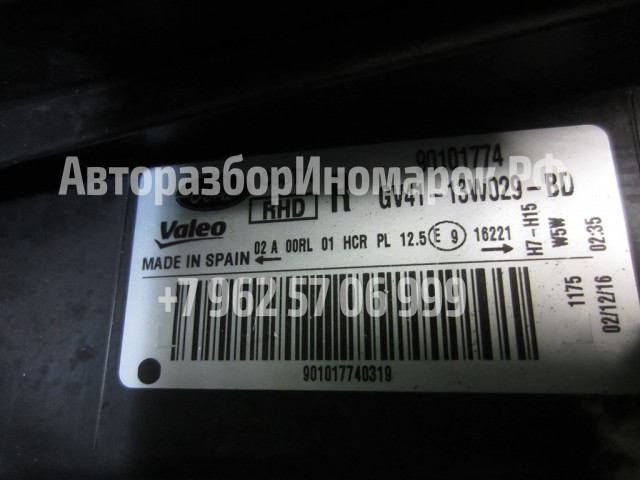 90101774
АвторазборИномарок.РФ
Ford RHD R GV41-13W029-BD
Valeo
02 A 00RL 01 HCR PL 12.5 E 9 16221
H7-H15
W5W
02:35
MADE IN SPAIN
+7 962 57 06 999
1175
02/12/16
901017740319